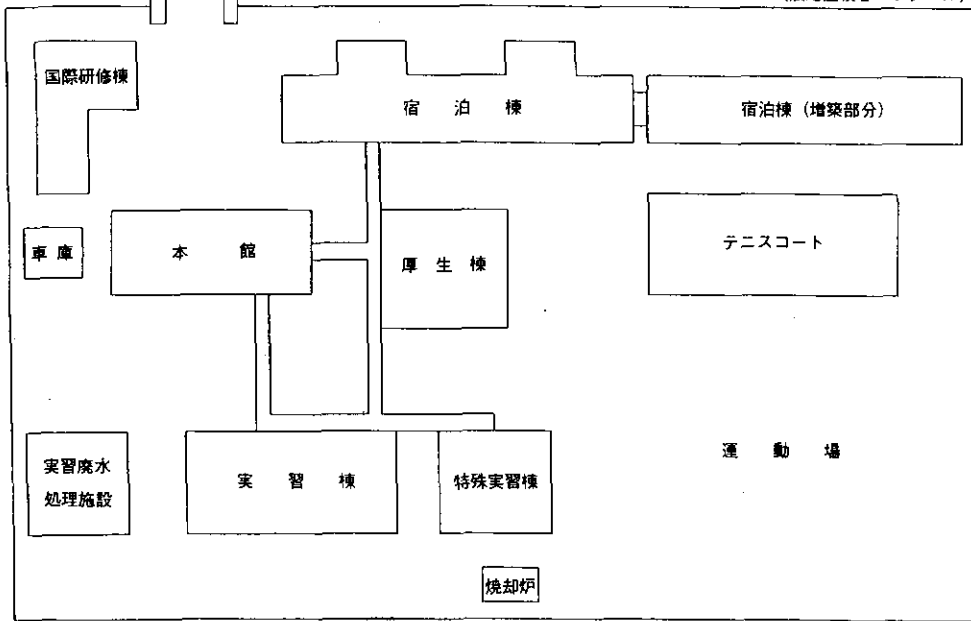 国際研修棟
宿泊棟
宿泊棟（増築部分）
車庫
本館
厚生棟
テニスコート
実習廃水
処理施設
実習棟
特殊実習棟
運動場
焼却炉